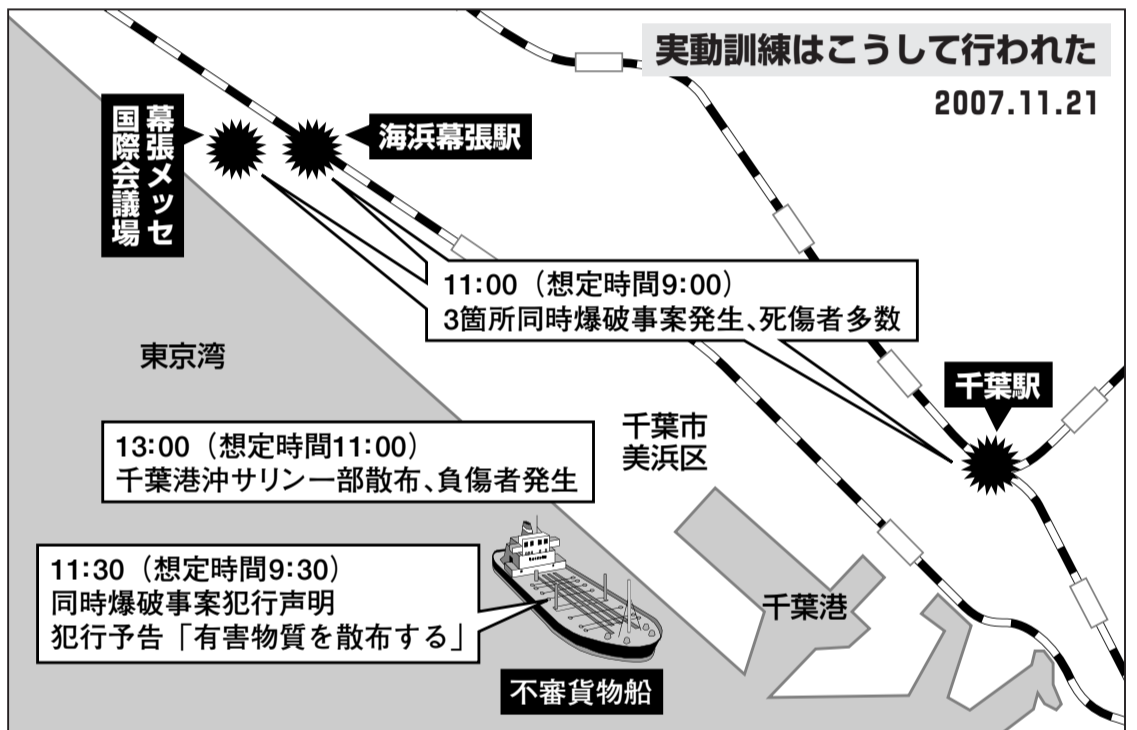 実動訓練はこうして行われた
2007.11.21
幕張メッセ
国際会議場
海浜幕張駅
11:00（想定時間9:00）
3箇所同時爆破事案発生、死傷者多数
東京湾
千葉駅
千葉市
美浜区
13:00（想定時間11:00）
千葉港沖サリン一部散布、負傷者発生
11:30（想定時間9:30）
同時爆破事案犯行声明
犯行予告「有害物質を散布する」
千葉港
不審貨物船